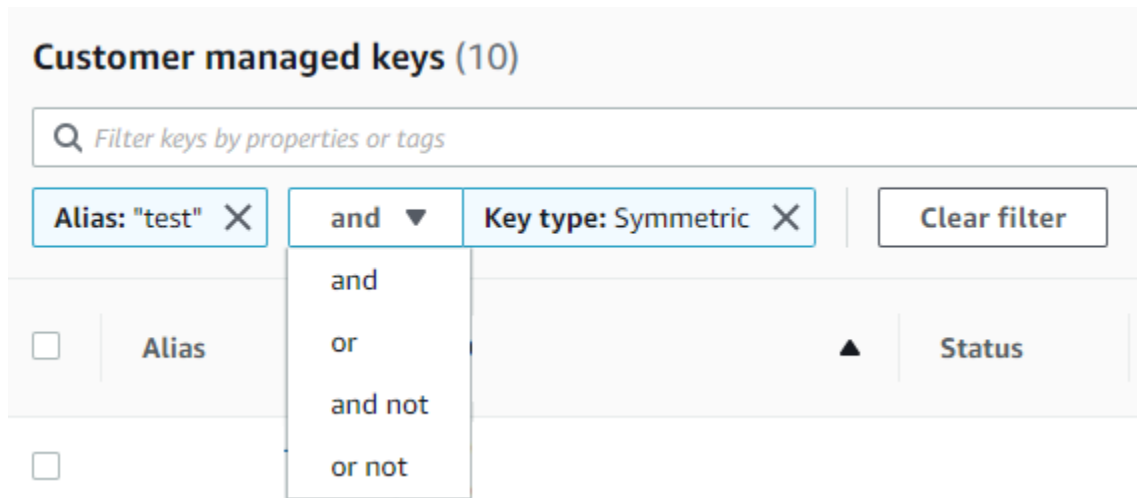 Customer managed keys (10)
Filter keys by properties or tags
Alias: "test" and Key type: Symmetric Clear filter
and
Alias or Status
and not
or not